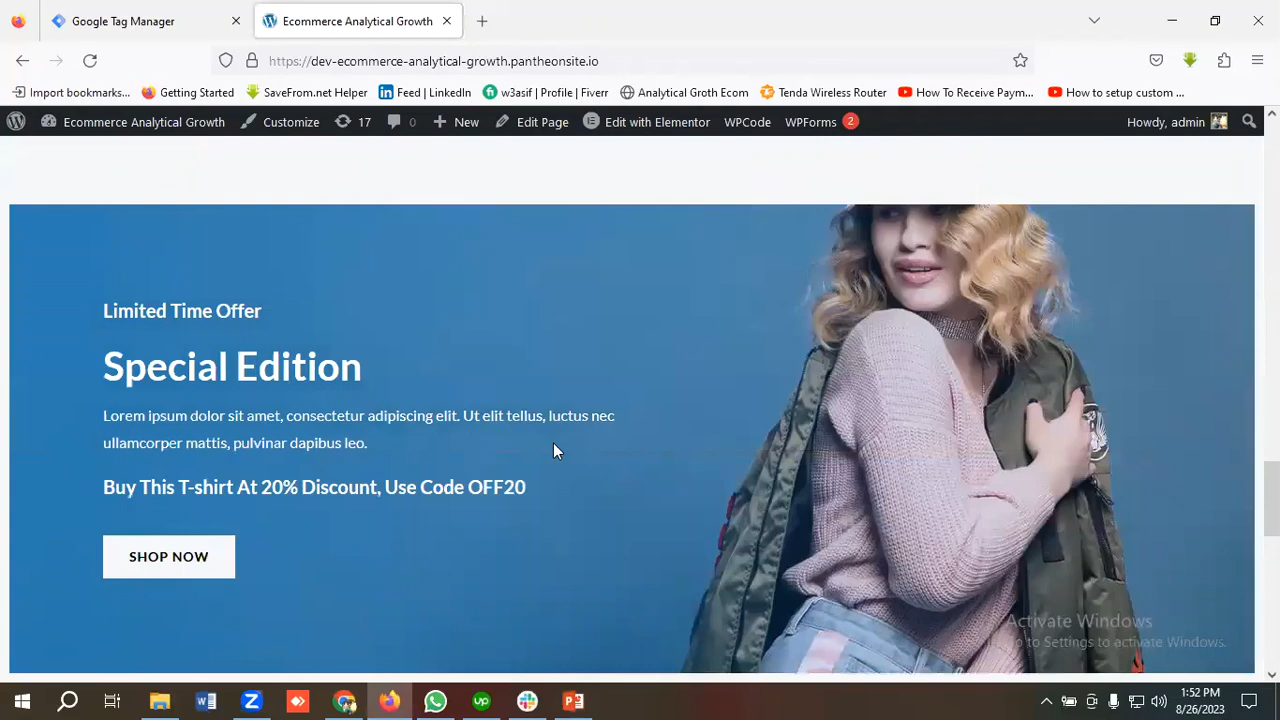 Google Tag Manager
Ecommerce Analytical Growth
https://dev-ecommerce-analytical-growth.pantheonsite.io
Import bookmarks...
Getting Started
SaveFrom.net Helper
Feed | LinkedIn
w3asif | Profile | Fiverr
Analytical Groth Ecom
Tenda Wireless Router
How To Receive Paym...
How to setup custom ...
Ecommerce Analytical Growth
Customize
17
0
New
Edit Page
Edit with Elementor
WPCode
WPForms 2
Howdy, admin
Limited Time Offer
Special Edition
Lorem ipsum dolor sit amet, consectetur adipiscing elit. Ut elit tellus, luctus nec
ullamcorper mattis, pulvinar dapibus leo.
Buy This T-shirt At 20% Discount, Use Code OFF20
SHOP NOW
Activate Windows
Go to Settings to activate Windows.
1:52 PM
8/26/2023